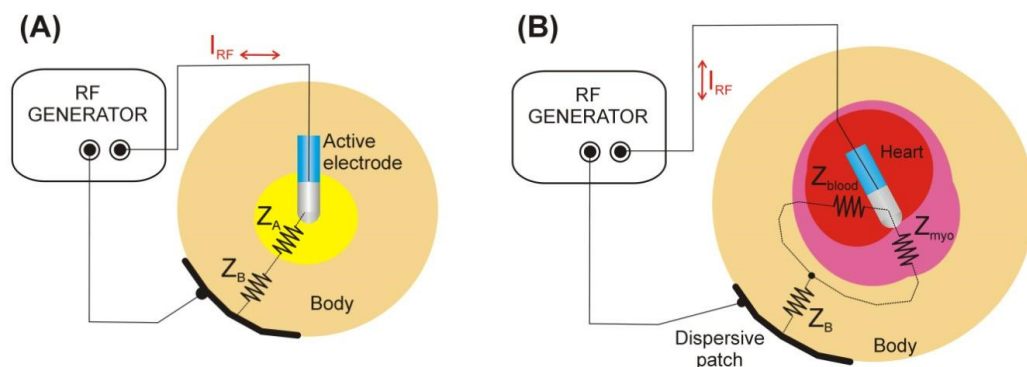 (A)
I_RF
RF
GENERATOR
Active
electrode
Z_A
Z_B
Body
(B)
I_RF
RF
GENERATOR
Heart
Z_blood
Z_myo
Z_B
Dispersive
patch
Body